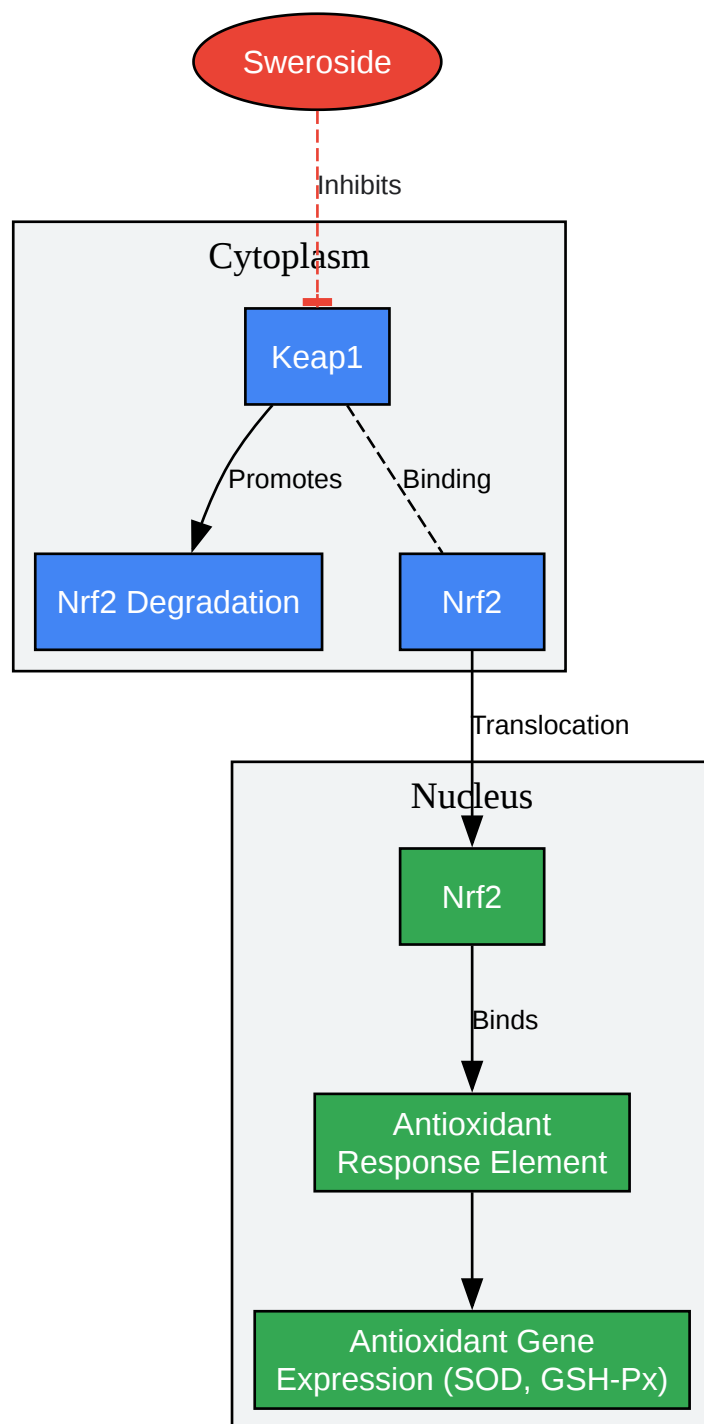 Sweroside
Inhibits
Cytoplasm
Keap1
Promotes
Binding
Nrf2 Degradation
Nrf2
Translocation
Nucleus
Nrf2
Binds
Antioxidant
Response Element
Antioxidant Gene
Expression (SOD, GSH-Px)